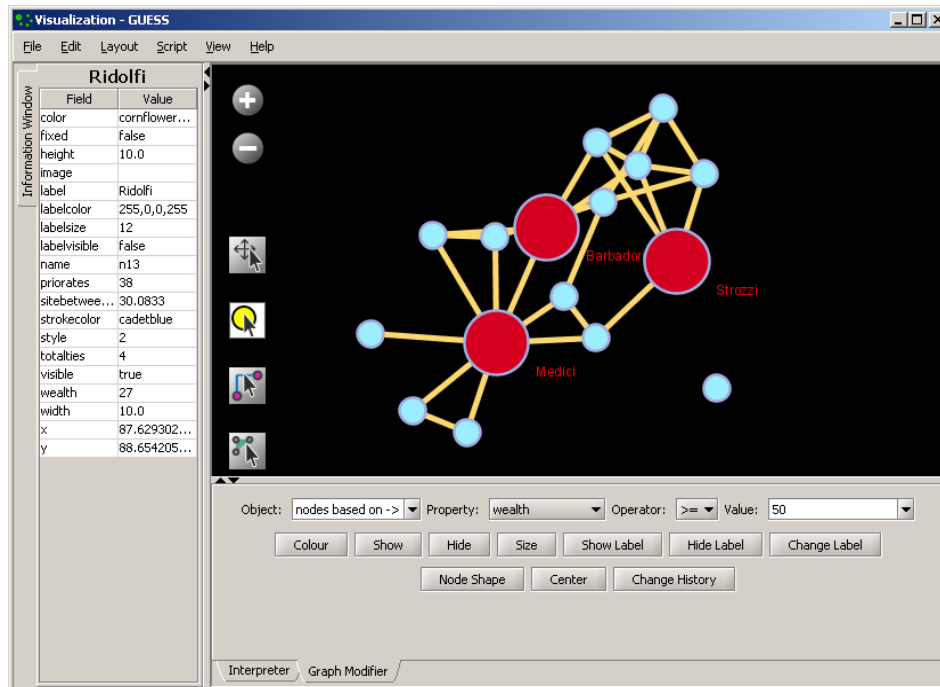 Visualization - GUESS
File Edit Layout Script View Help
Information Window
Ridolfi
Field Value
color cornflower...
fixed false
height 10.0
image
label Ridolfi
labelcolor 255,0,0,255
labelsize 12
labelvisible false
name n13
priorates 38
sitebetwee... 30.0833
strokecolor cadetblue
style 2
totalties 4
visible true
wealth 27
width 10.0
x 87.629302...
y 88.654205...
Barbadori
Strozzi
Medici
Object: nodes based on -> Property: wealth Operator: >= Value: 50
Colour Show Hide Size Show Label Hide Label Change Label
Node Shape Center Change History
Interpreter Graph Modifier